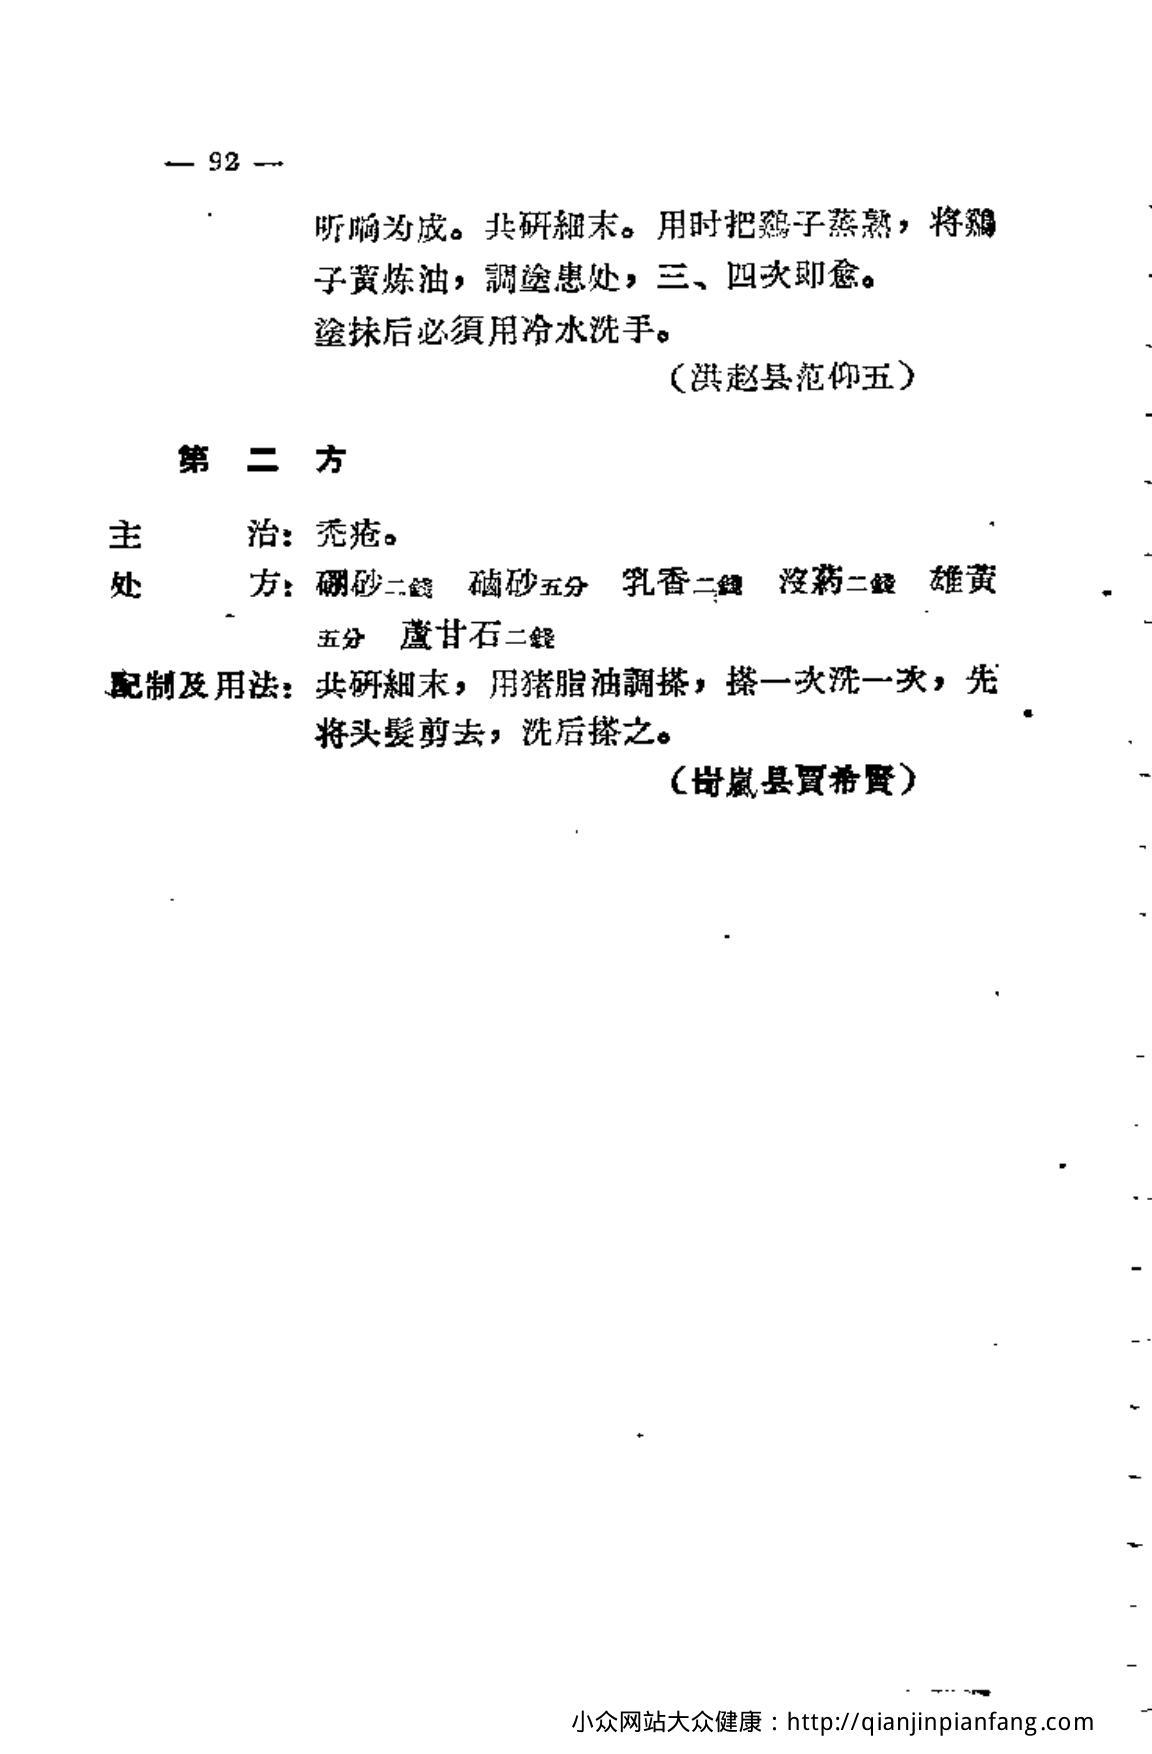 — 92 —
听响为成。共研細末。用时把鷄子蒸熟，将鷄
子黃炼油，調塗患处，三、四次即愈。
塗抹后必須用冷水洗手。
（洪赵县范仰五）
第二方
主治：禿疮。
处方：硼砂二錢 硇砂五分 乳香二錢 沒葯二錢 雄黃
五分 蘆甘石二錢
配制及用法：共研細末，用猪脂油調搽，搽一次洗一次，先
将头髮剪去，洗后搽之。
（岢嵐县賈希賢）
小众网站大众健康：http://qianjinpianfang.com